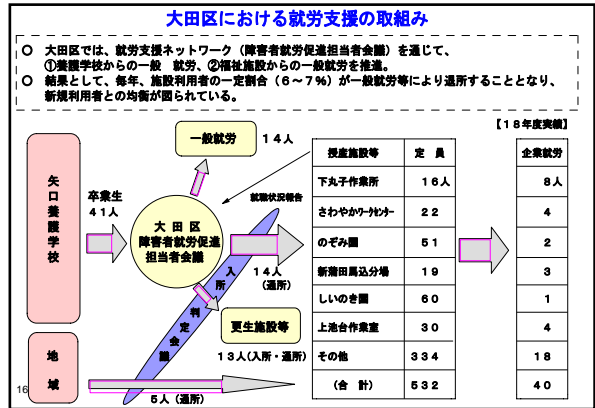 大田区における就労支援の取組み
○ 大田区では、就労支援ネットワーク（障害者就労促進担当者会議）を通じて、
①養護学校からの一般 就労、②福祉施設からの一般就労を推進。
○ 結果として、毎年、施設利用者の一定割合（６～７％）が一般就労等により退所することとなり、
新規利用者との均衡が図られている。
【１８年度実績】
矢口養護学校
卒業生
４１人
一般就労
１４人
大田区
障害者就労促進
担当者会議
就職状況報告
入所判定会議
１４人
（通所）
更生施設等
１３人(入所・通所)
地域
５人（通所）
授産施設等 定員 企業就労
下丸子作業所 １６人 ８人
さわやかワークセンター ２２ ４
のぞみ園 ５１ ２
新蒲田馬込分場 １９ ３
しいのき園 ６０ １
上池台作業室 ３０ ４
その他 ３３４ １８
（合 計） ５３２ ４０
16